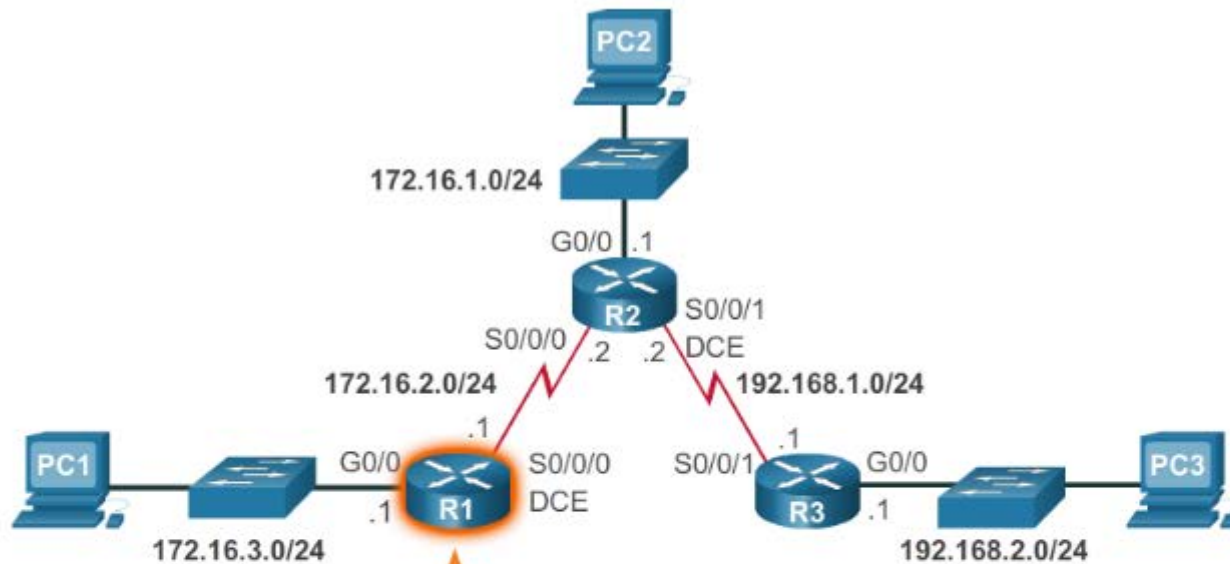 PC2
172.16.1.0/24
G0/0
.1
R2
S0/0/1
DCE
S0/0/0
.2
.2
172.16.2.0/24
192.168.1.0/24
.1
.1
PC1
G0/0
S0/0/0
DCE
.1
R1
S0/0/1
G0/0
PC3
R3
.1
172.16.3.0/24
192.168.2.0/24